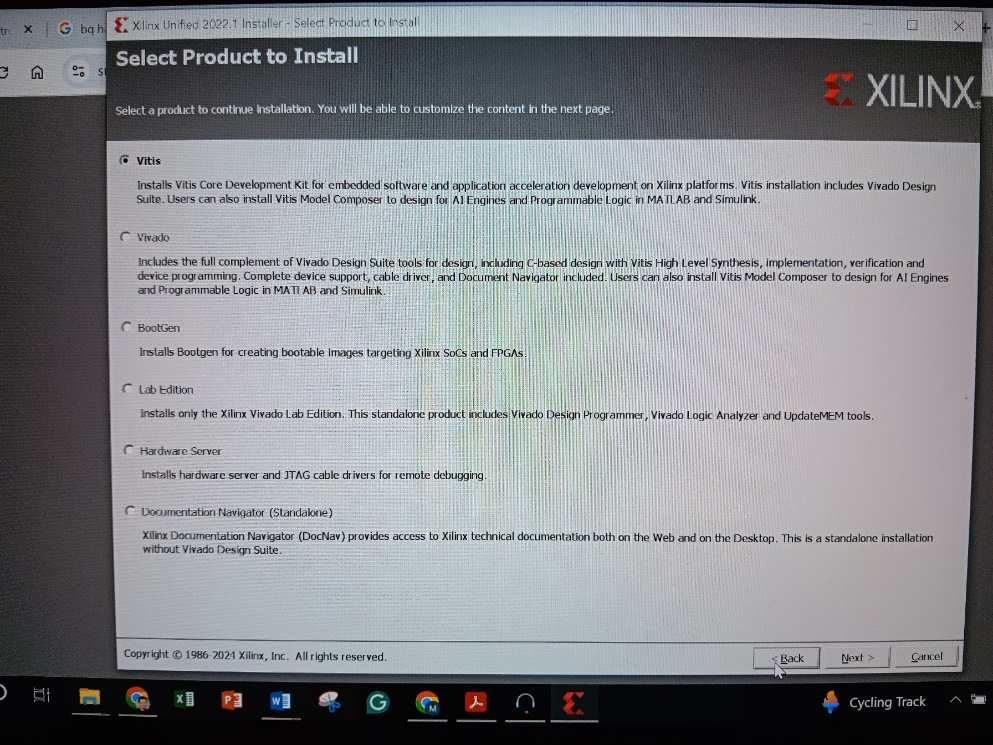 bq h
Xilinx Unified 2022.1 Installer - Select Product to Install
Select Product to Install
Select a product to continue installation. You will be able to customize the content in the next page.
XILINX
Vitis
Installs Vitis Core Development Kit for embedded software and application acceleration development on Xilinx platforms. Vitis installation includes Vivado Design
Suite. Users can also install Vitis Model Composer to design for AI Engines and Programmable Logic in MATLAB and Simulink.
Vivado
Includes the full complement of Vivado Design Suite tools for design, including C-based design with Vitis High Level Synthesis, implementation, verification and
device programming. Complete device support, cable driver, and Document Navigator included. Users can also install Vitis Model Composer to design for AI Engines
and Programmable Logic in MATLAB and Simulink.
BootGen
Installs Bootgen for creating bootable Images targeting Xilinx SoCs and FPGAs
Lab Edition
Installs only the Xilinx Vivado Lab Edition. This standalone product includes Vivado Design Programmer, Vivado Logic Analyzer and UpdateMEM tools.
Hardware Server
Installs hardware server and JTAG cable drivers for remote debugging.
Documentation Navigator (Standalone)
Xilinx Documentation Navigator (DocNav) provides access to Xilinx technical documentation both on the Web and on the Desktop. This is a standalone installation
without Vivado Design Suite.
Copyright © 1986-2024 Xilinx, Inc. All rights reserved.
< Back
Next >
Cancel
Cycling Track